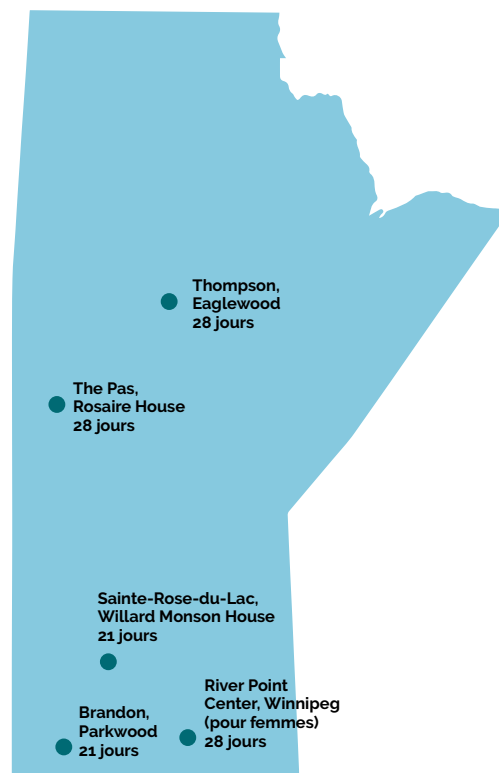 Thompson,
Eaglewood
28 jours
The Pas,
Rosaire House
28 jours
Sainte-Rose-du-Lac,
Willard Monson House
21 jours
Brandon,
Parkwood
21 jours
River Point
Center, Winnipeg
(pour femmes)
28 jours